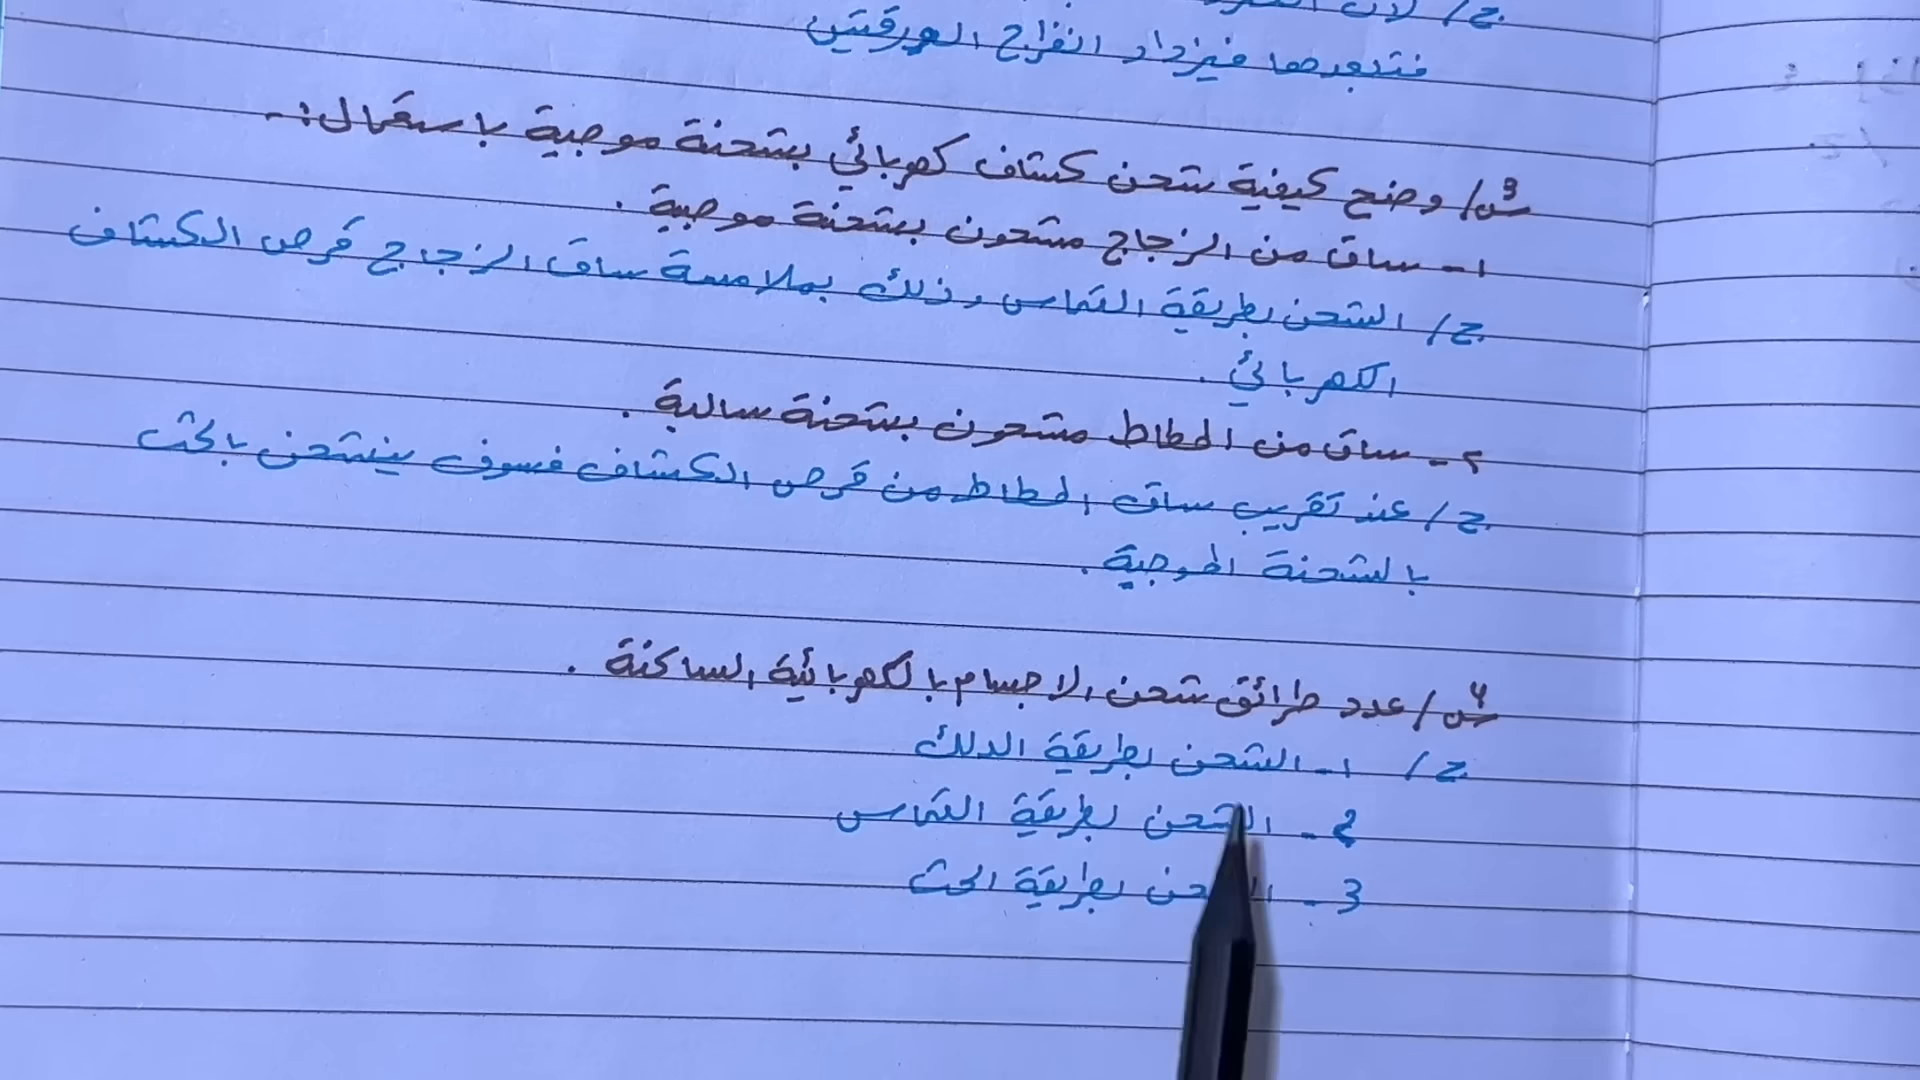 ج/ لأن
فتبعدهما فيزداد انفراج الورقتين
س3/ وضح كيفية شحن كشاف كهربائي بشحنة موجبة باستعمال:-
1- ساق من الزجاج مشحون بشحنة موجبة.
ج/ الشحن بطريقة التماس وذلك بملامسة ساق الزجاج قرص الكشاف
الكهربائي.
2- ساق من المطاط مشحون بشحنة سالبة.
ج/ عند تقريب ساق المطاط من قرص الكشاف فسوف ينشحن بالحث
بالشحنة الموجبة.
س4/ عدد طرائق شحن الاجسام بالكهربائية الساكنة.
ج/ 1- الشحن بطريقة الدلك
2- الشحن بطريقة التماس
3- الشحن بطريقة الحث